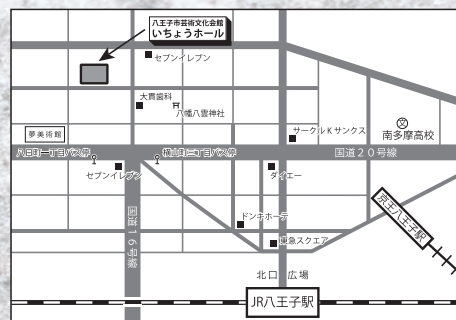 八王子市芸術文化会館
いちょうホール
セブンイレブン
大貫歯科
八幡八雲神社
サークルKサンクス
南多摩高校
夢美術館
八日町一丁目バス停
横山町三丁目バス停
国道20号線
セブンイレブン
ダイエー
国道16号線
ドンキホーテ
東急スクエア
京王八王子駅
北口 広場
JR八王子駅